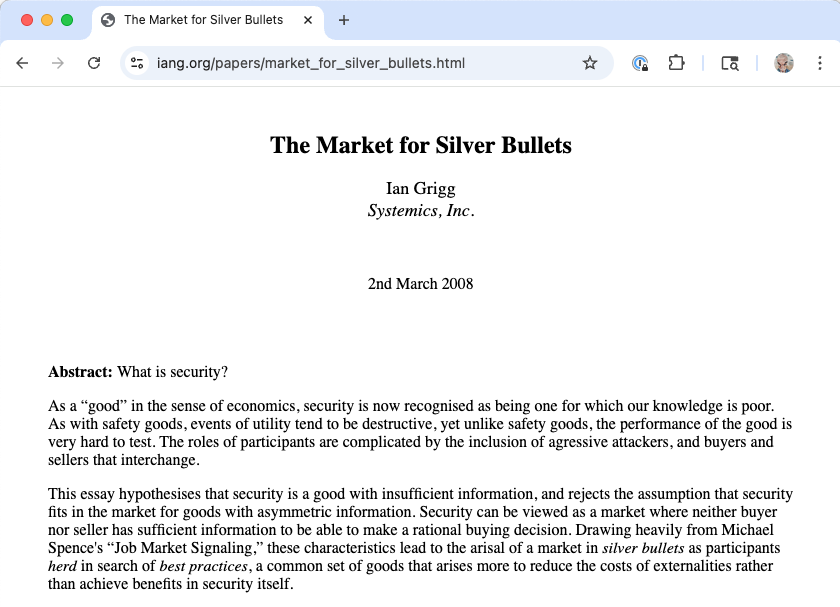 The Market for Silver Bullets
iang.org/papers/market_for_silver_bullets.html
The Market for Silver Bullets
Ian Grigg
Systemics, Inc.
2nd March 2008
Abstract: What is security?
As a “good” in the sense of economics, security is now recognised as being one for which our knowledge is poor.
As with safety goods, events of utility tend to be destructive, yet unlike safety goods, the performance of the good is
very hard to test. The roles of participants are complicated by the inclusion of agressive attackers, and buyers and
sellers that interchange.
This essay hypothesises that security is a good with insufficient information, and rejects the assumption that security
fits in the market for goods with asymmetric information. Security can be viewed as a market where neither buyer
nor seller has sufficient information to be able to make a rational buying decision. Drawing heavily from Michael
Spence's “Job Market Signaling,” these characteristics lead to the arisal of a market in silver bullets as participants
herd in search of best practices, a common set of goods that arises more to reduce the costs of externalities rather
than achieve benefits in security itself.